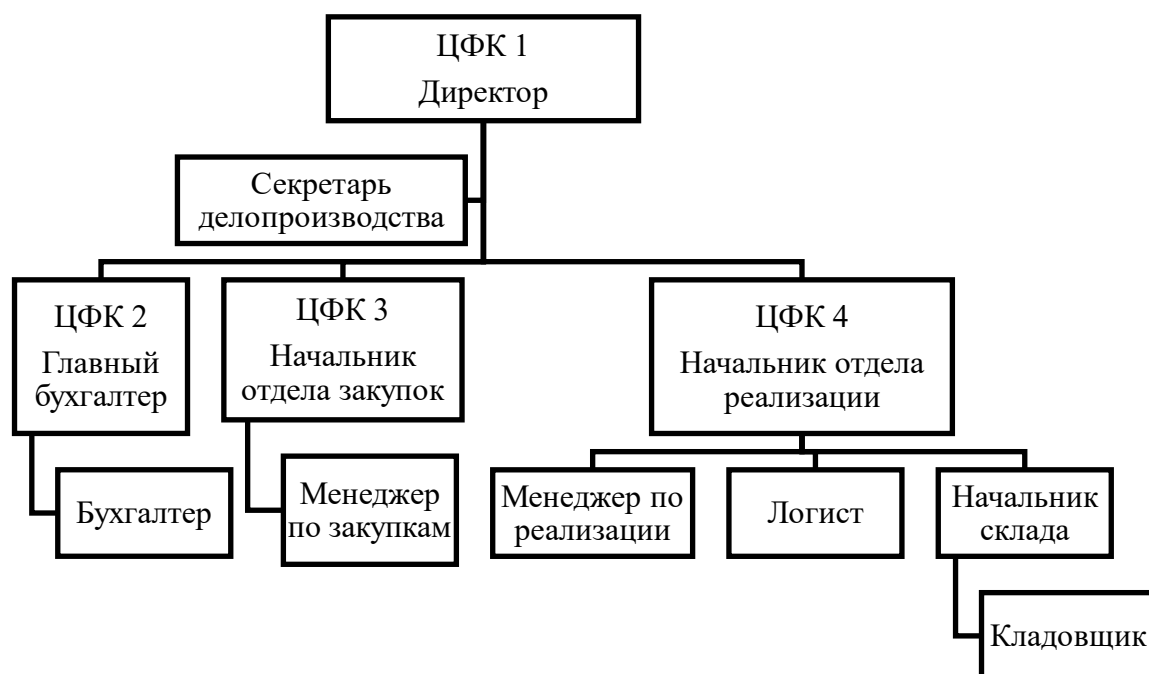 ЦФК 1
Директор
Секретарь
делопроизводства
ЦФК 2
Главный
бухгалтер
ЦФК 3
Начальник
отдела закупок
ЦФК 4
Начальник отдела
реализации
Бухгалтер
Менеджер
по закупкам
Менеджер по
реализации
Логист
Начальник
склада
Кладовщик